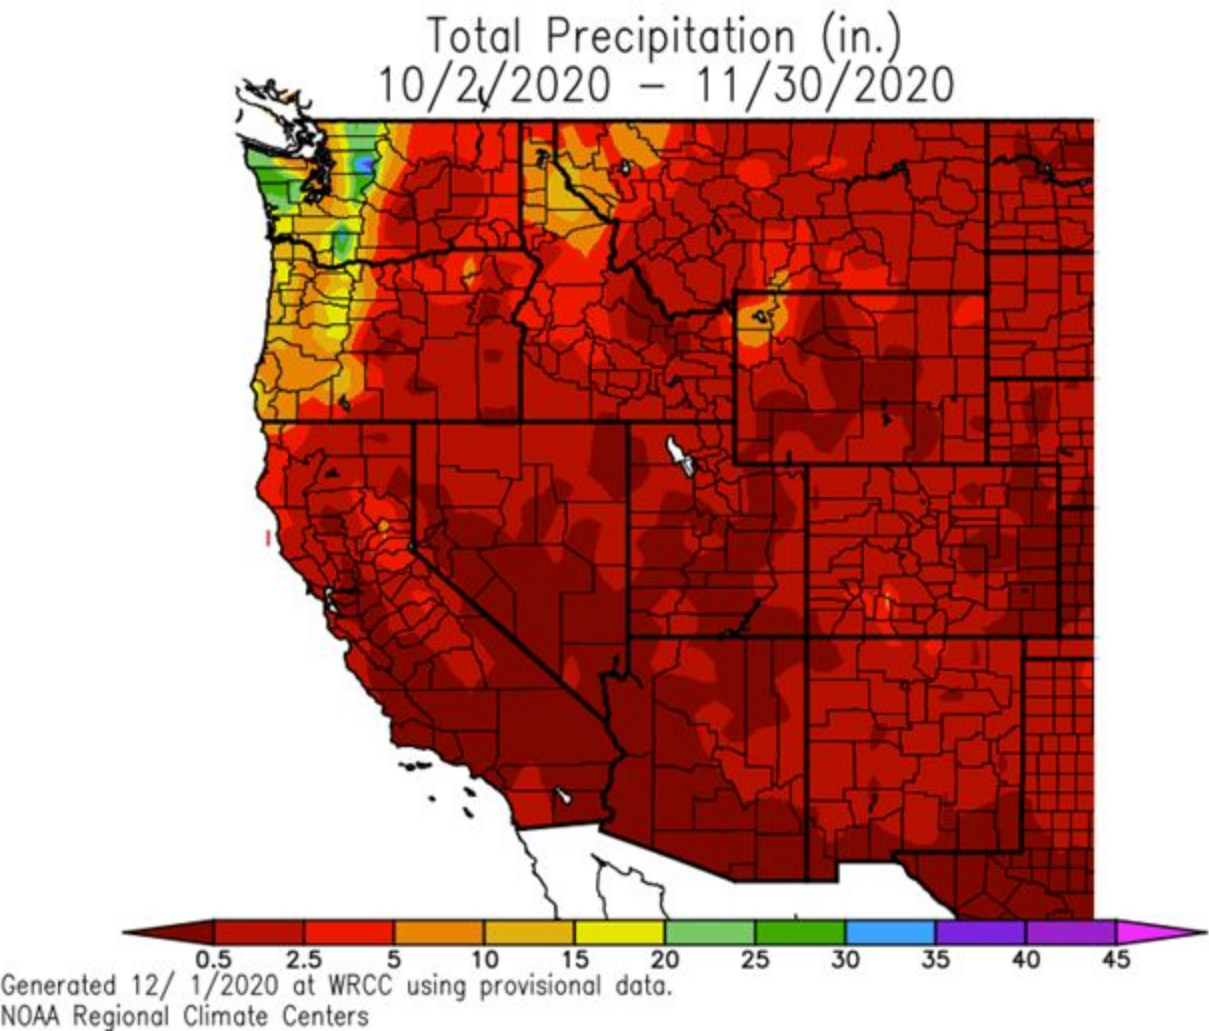 Total Precipitation (in.)
10/2/2020 – 11/30/2020
0.5 2.5 5 10 15 20 25 30 35 40 45
Generated 12/ 1/2020 at WRCC using provisional data.
NOAA Regional Climate Centers